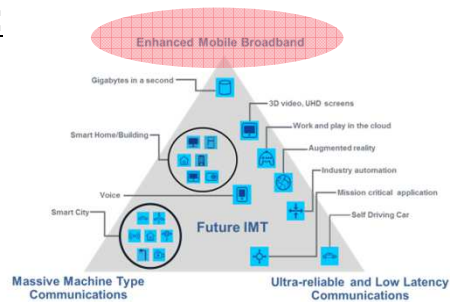 Enhanced Mobile Broadband
Gigabytes in a second
3D video, UHD screens
Work and play in the cloud
Smart Home/Building
Augmented reality
Industry automation
Voice
Mission critical application
Smart City
Self Driving Car
Future IMT
Massive Machine Type
Communications
Ultra-reliable and Low Latency
Communications